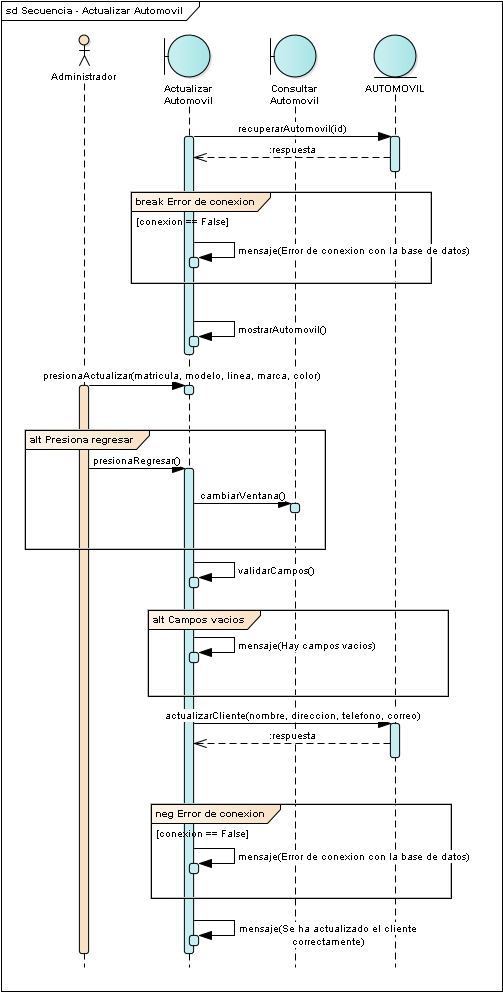 sd Secuencia - Actualizar Automovil
Administrador
Actualizar
Automovil
Consultar
Automovil
AUTOMOVIL
recuperarAutomovil(id)
:respuesta
break Error de conexion
[conexion == False]
mensaje(Error de conexion con la base de datos)
mostrarAutomovil()
presionaActualizar(matricula, modelo, linea, marca, color)
alt Presiona regresar
presionaRegresar()
cambiarVentana()
validarCampos()
alt Campos vacios
mensaje(Hay campos vacios)
actualizarCliente(nombre, direccion, telefono, correo)
:respuesta
neg Error de conexion
[conexion == False]
mensaje(Error de conexion con la base de datos)
mensaje(Se ha actualizado el cliente
correctamente)